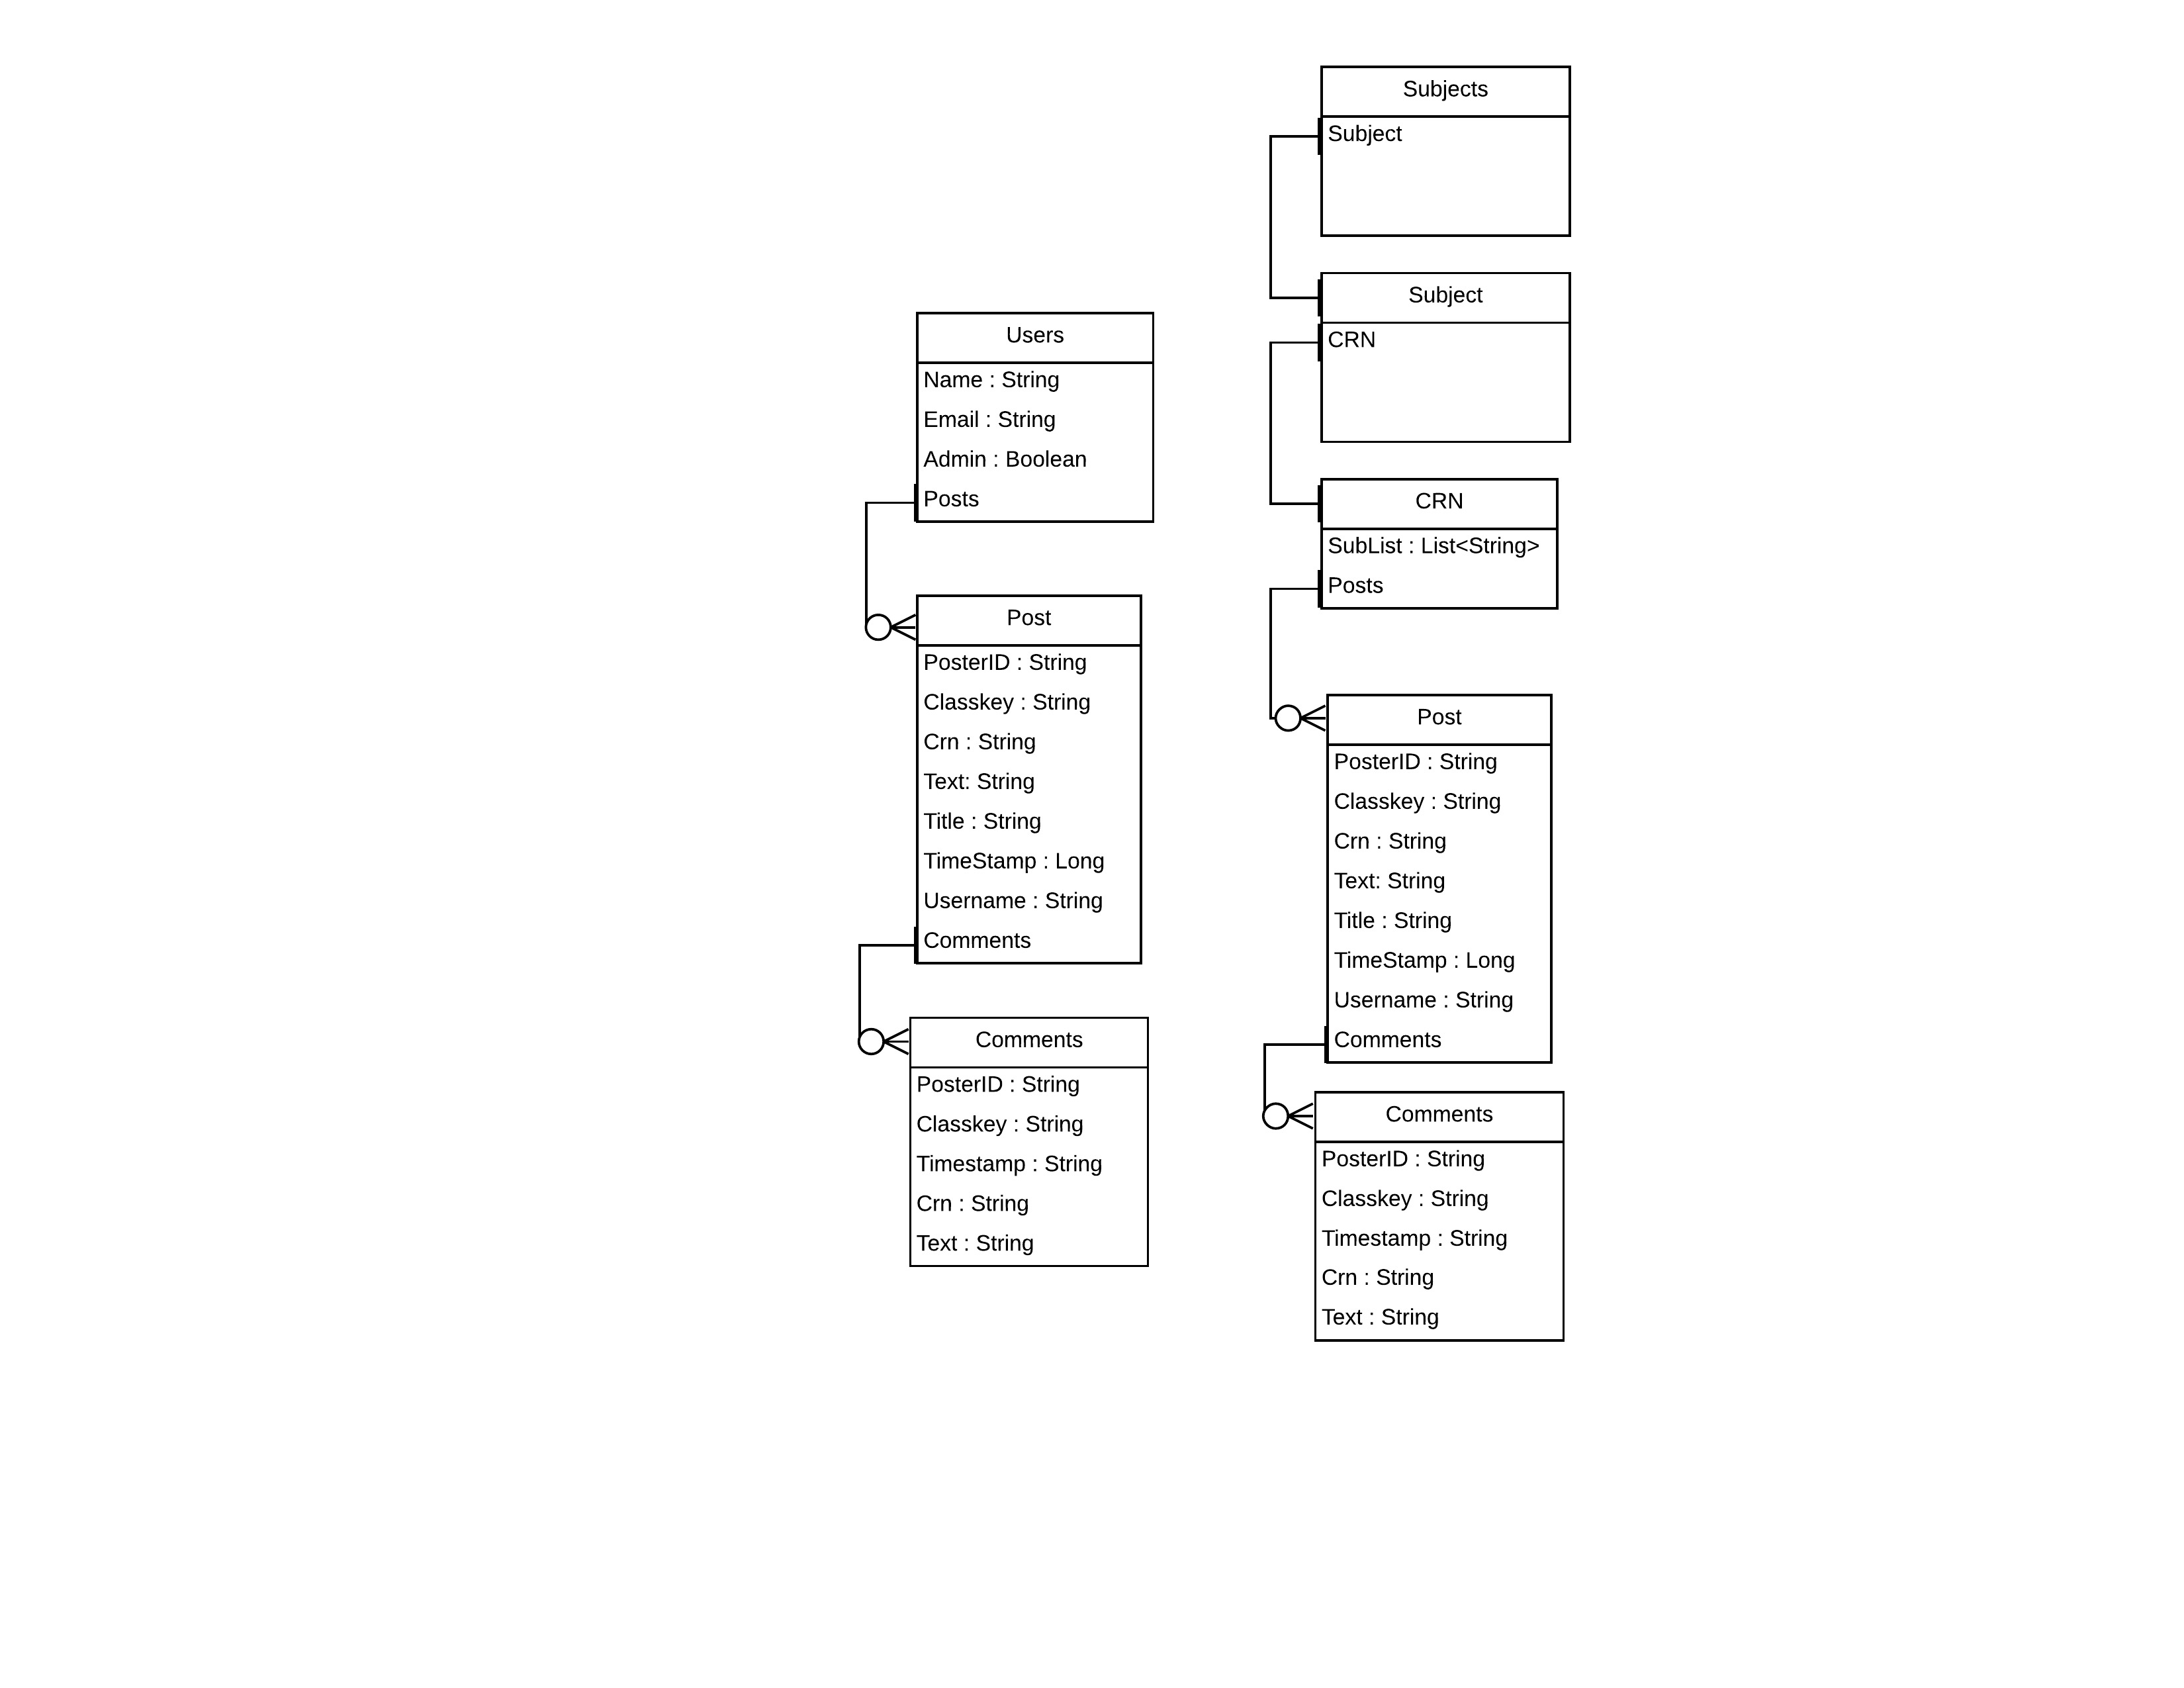 Users
Name : String
Email : String
Admin : Boolean
Posts
Post
PosterID : String
Classkey : String
Crn : String
Text: String
Title : String
TimeStamp : Long
Username : String
Comments
Comments
PosterID : String
Classkey : String
Timestamp : String
Crn : String
Text : String
Subjects
Subject
Subject
CRN
CRN
SubList : List<String>
Posts
Post
PosterID : String
Classkey : String
Crn : String
Text: String
Title : String
TimeStamp : Long
Username : String
Comments
Comments
PosterID : String
Classkey : String
Timestamp : String
Crn : String
Text : String